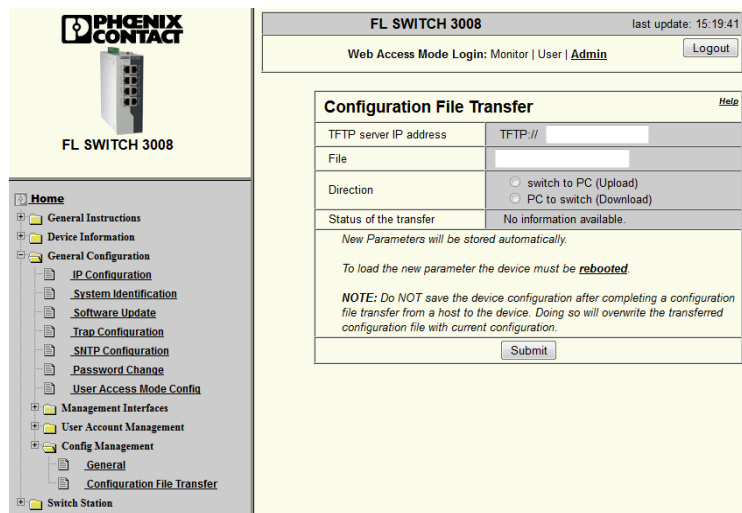 PHŒNIX
CONTACT
FL SWITCH 3008
Home
General Instructions
Device Information
General Configuration
IP Configuration
System Identification
Software Update
Trap Configuration
SNTP Configuration
Password Change
User Access Mode Config
Management Interfaces
User Account Management
Config Management
General
Configuration File Transfer
Switch Station
FL SWITCH 3008
last update: 15:19:41
Web Access Mode Login: Monitor | User | Admin
Logout
Configuration File Transfer
Help
TFTP server IP address TFTP://
File
Direction
switch to PC (Upload)
PC to switch (Download)
Status of the transfer No information available.
New Parameters will be stored automatically.
To load the new parameter the device must be rebooted.
NOTE: Do NOT save the device configuration after completing a configuration
file transfer from a host to the device. Doing so will overwrite the transferred
configuration file with current configuration.
Submit